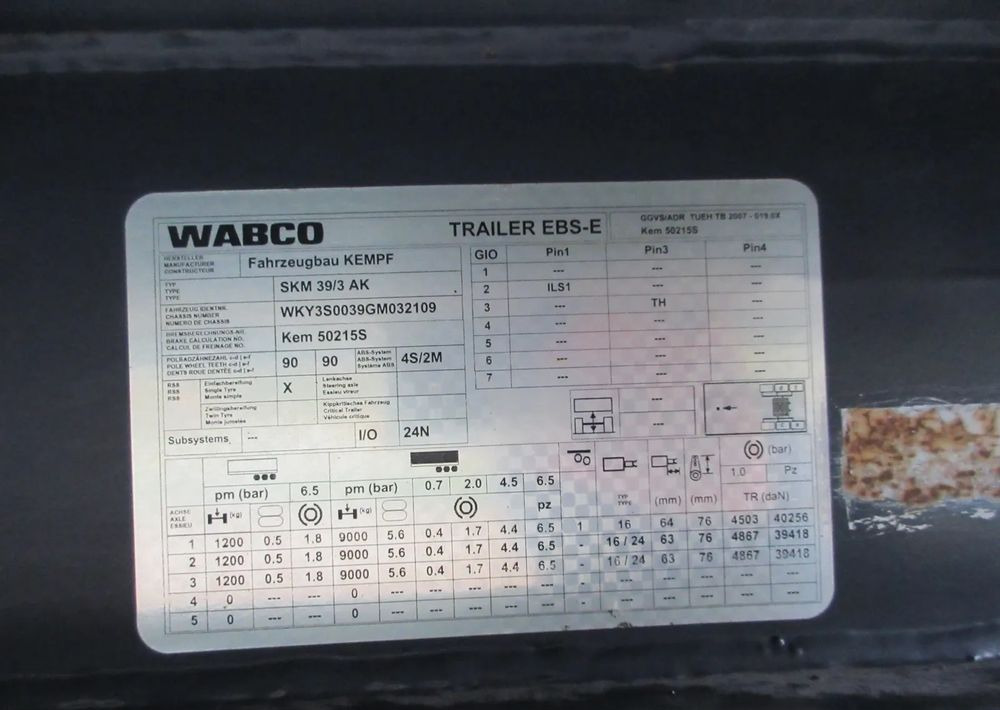 WABCO TRAILER EBS-E GGVS/ADR TUEH TB 2007 - 019.0X
Kem 50215S
HERSTELLER
MANUFACTURER
CONSTRUCTEUR
Fahrzeugbau KEMPF
TYP
TYPE
TYPE
SKM 39/3 AK
FAHRZEUG IDENTNR.
CHASSIS NUMBER
NUMERO DE CHASSIS
WKY3S0039GM032109
BREMSBERECHNUNGS-NR.
BRAKE CALCULATION NO.
CALCUL DE FREINAGE NO.
Kem 50215S
POLRADZÄHNEZAHL c-d | e-f
POLE WHEEL TEETH c-d | e-f
DENTS ROUE DENTÉE c-d | e-f
90 90
ABS-System
ABS-System
Système ABS
4S/2M
RSS
RSS
RSS
Einfachbereifung
Single Tyre
Monte simple
X
Lenkachse
Steering axle
Essieu vireur
Zwillingsbereifung
Twin Tyre
Monte jumelée
Kippkritisches Fahrzeug
Critical Trailer
Véhicule critique
Subsystems --- I/O 24N
GIO Pin1 Pin3 Pin4
1 --- --- ---
2 ILS1 --- ---
3 --- TH ---
4 --- --- ---
5 --- --- ---
6 --- --- ---
7 --- --- ---
---
---
pm (bar) 6.5 pm (bar) 0.7 2.0 4.5 6.5
(bar)
1.0 Pz
ACHSE
AXLE
ESSIEU
(kg) (kg) pz TYP
TYPE
(mm) (mm) TR (daN)
1 1200 0.5 1.8 9000 5.6 0.4 1.7 4.4 6.5 1 16 64 76 4503 40256
2 1200 0.5 1.8 9000 5.6 0.4 1.7 4.4 6.5 - 16 / 24 63 76 4867 39418
3 1200 0.5 1.8 9000 5.6 0.4 1.7 4.4 6.5 - 16 / 24 63 76 4867 39418
4 0 --- --- 0 --- --- --- --- --- - --- --- --- --- ---
5 0 --- --- 0 --- --- --- --- --- - --- --- --- --- ---